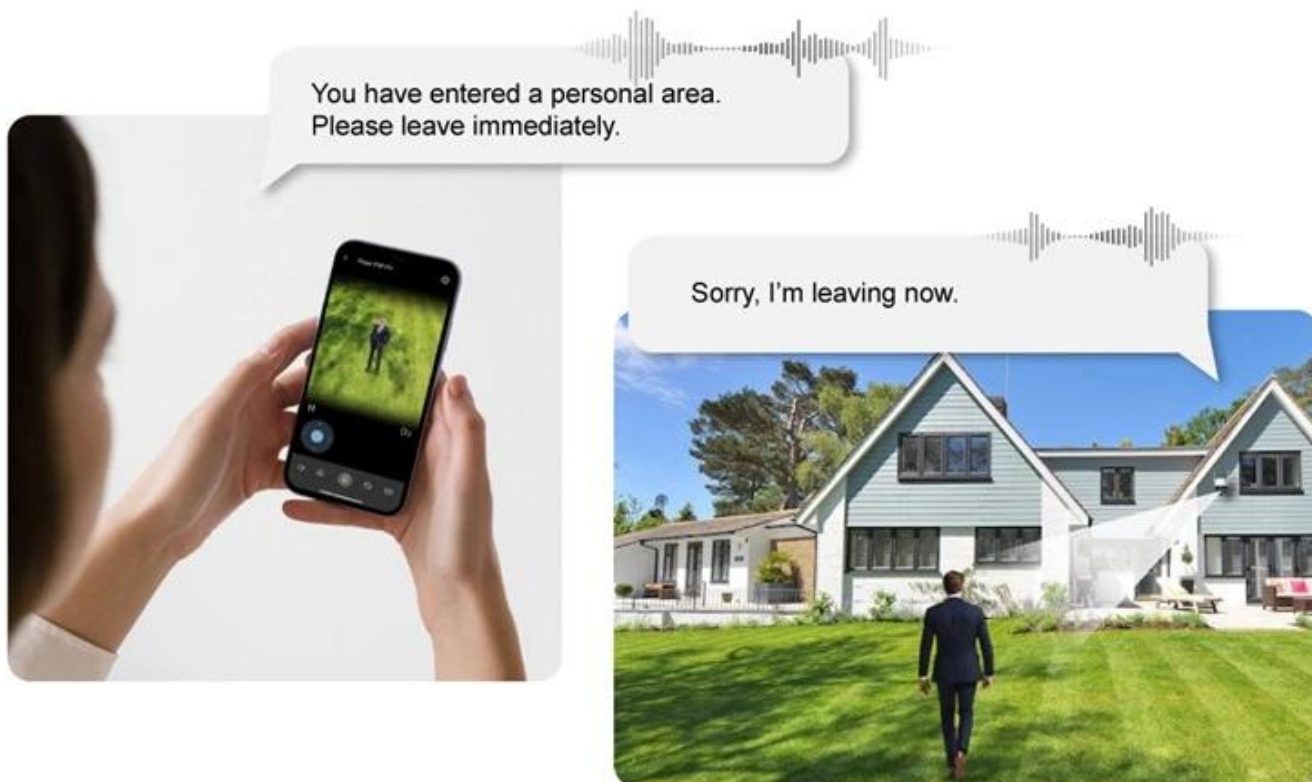 You have entered a personal area.
Please leave immediately.
Sorry, I'm leaving now.